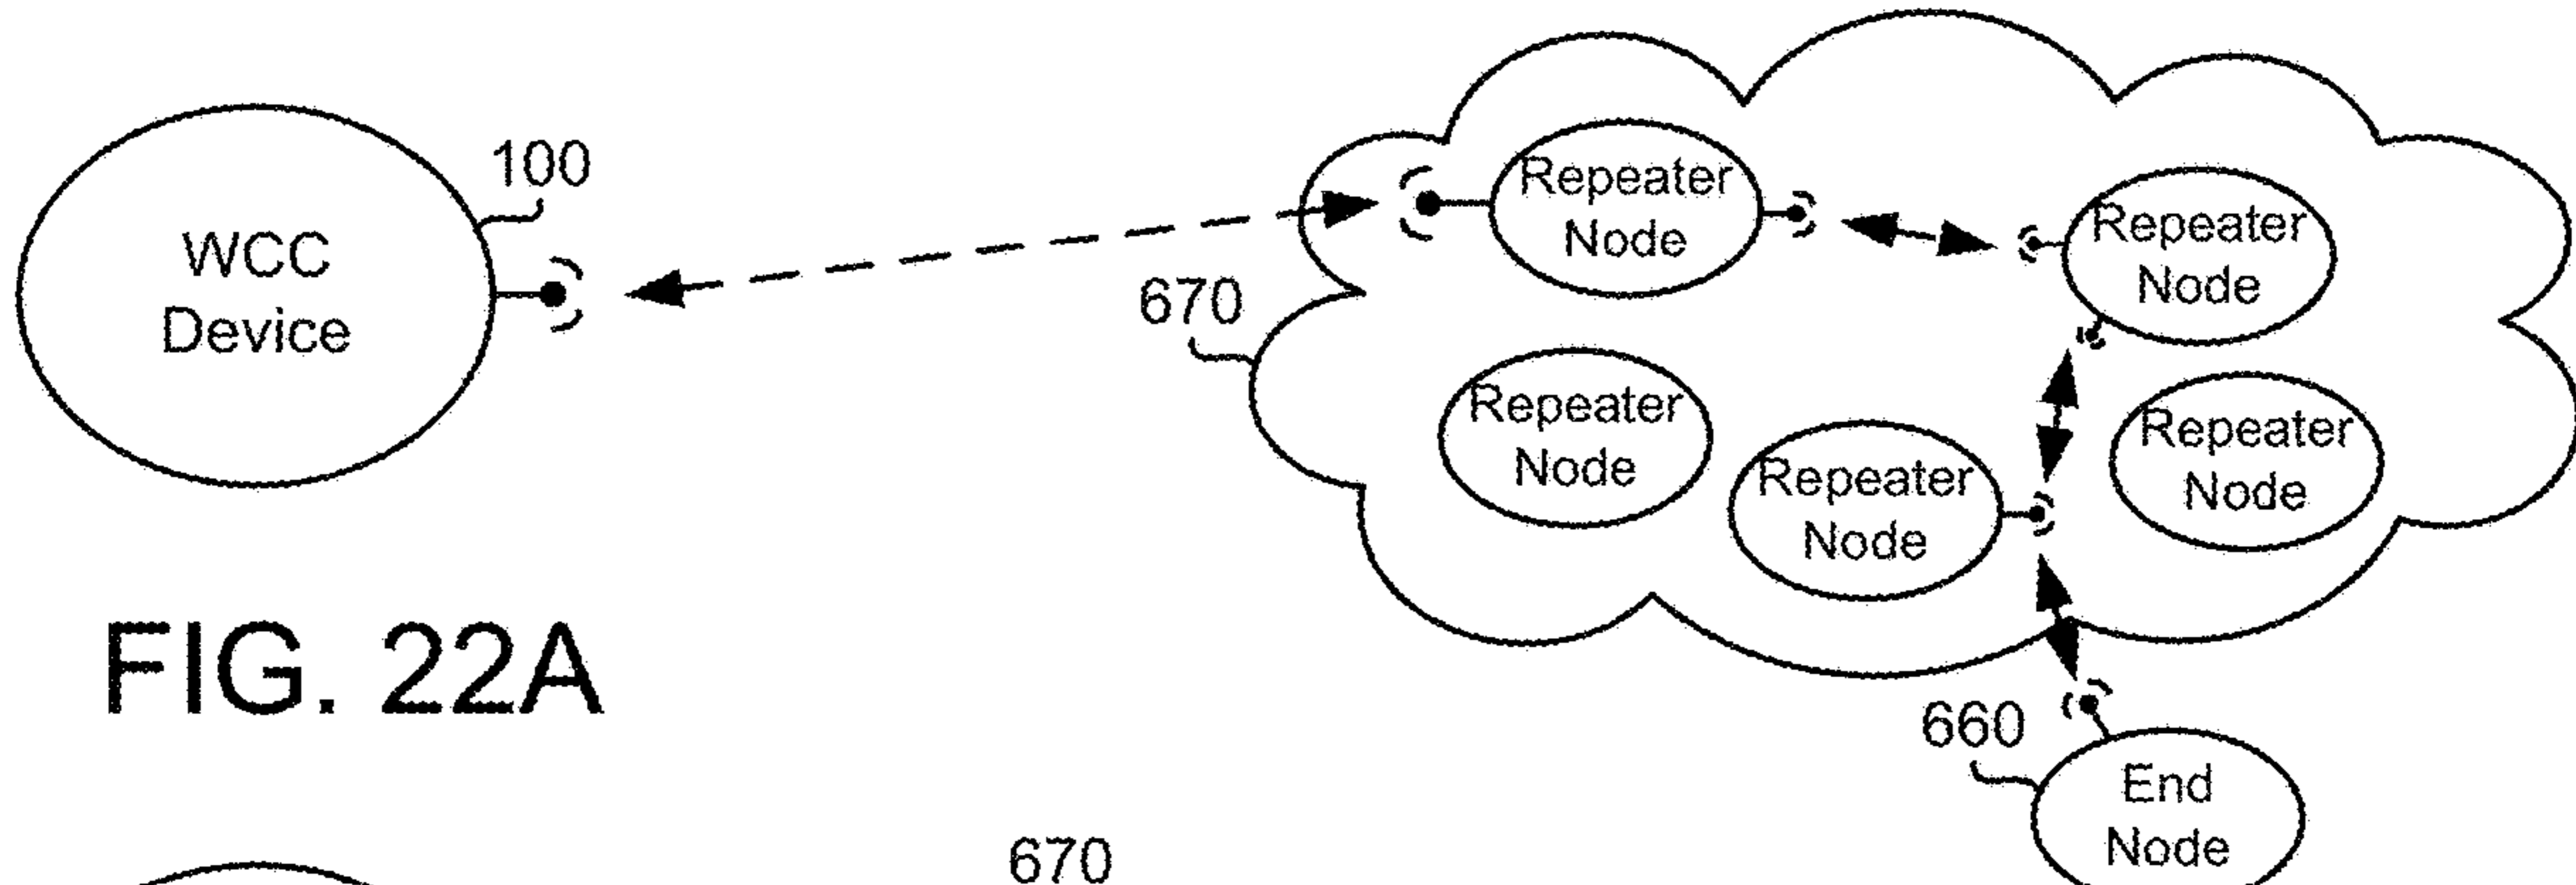 100
WCC
Device
670
Repeater
Node
Repeater
Node
Repeater
Node
Repeater
Node
Repeater
Node
FIG. 22A
660
End
Node
670